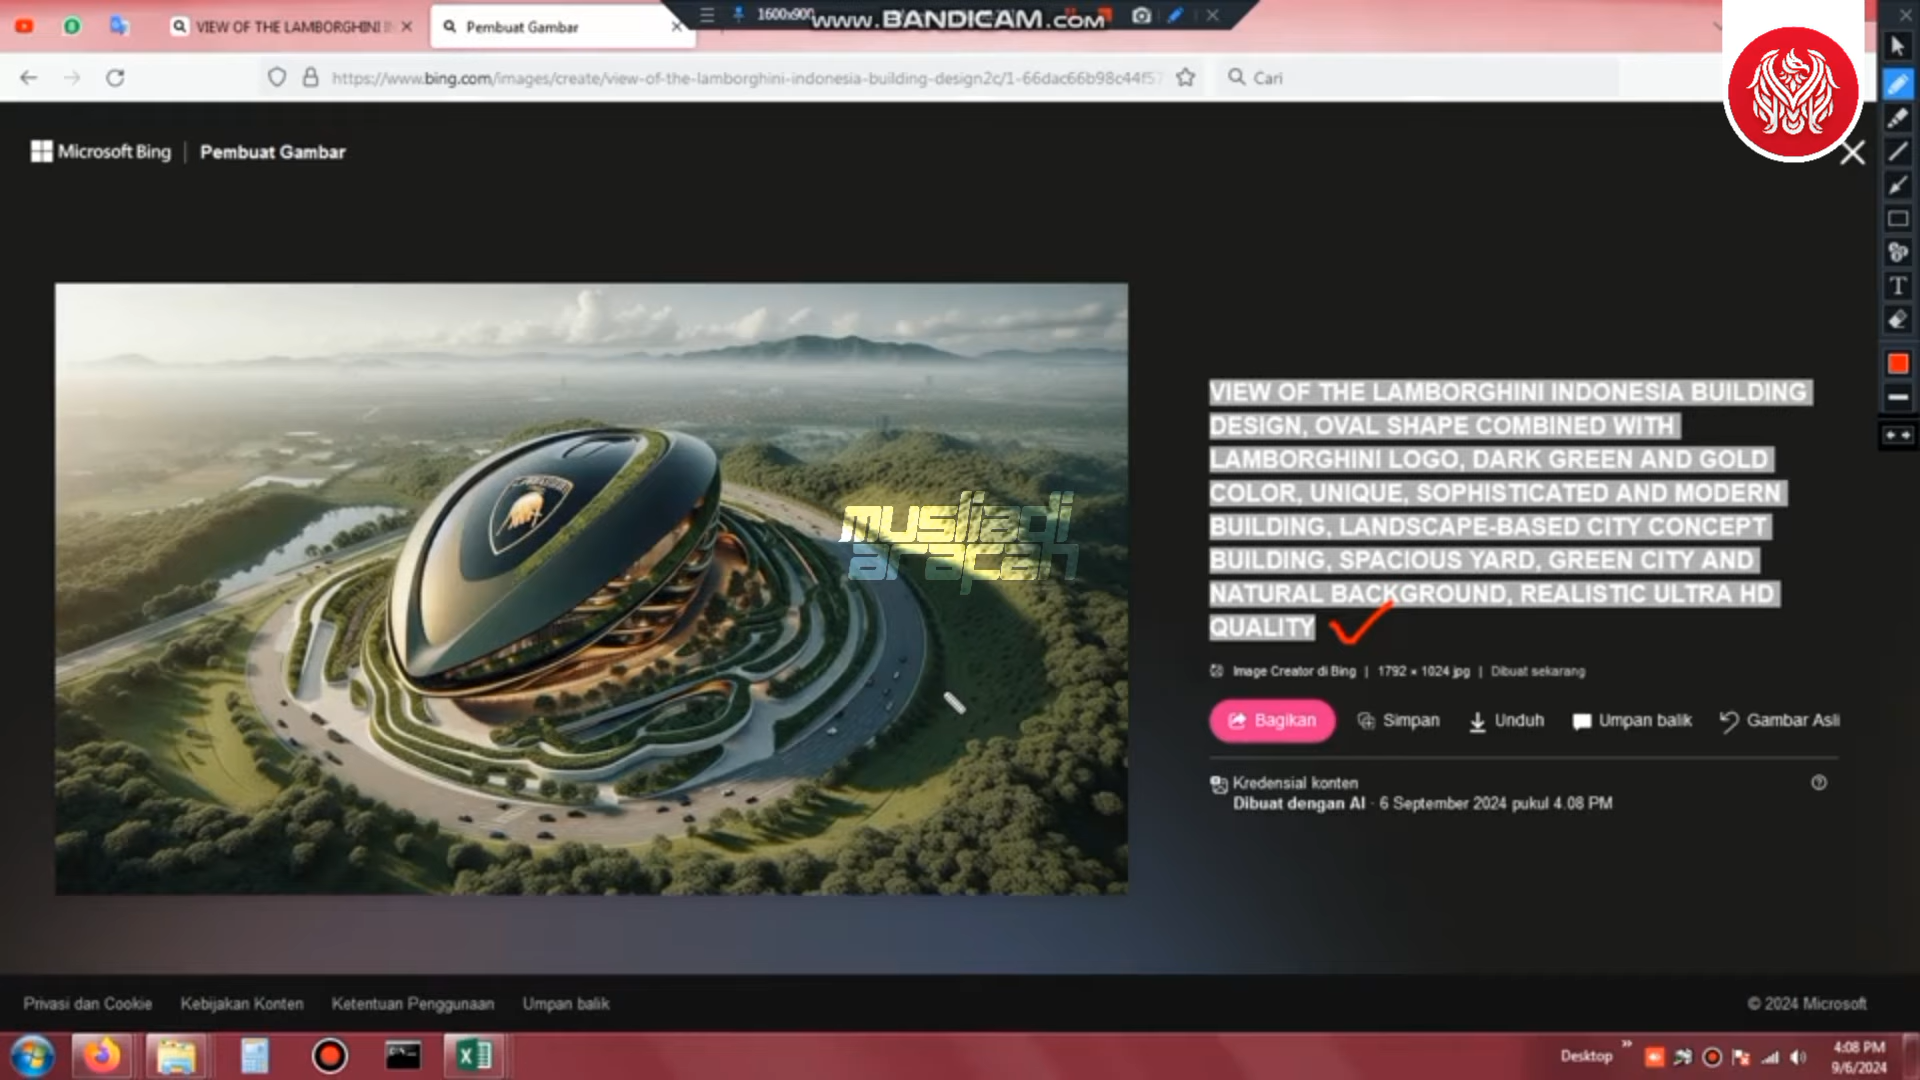 VIEW OF THE LAMBORGHINI IN
Pembuat Gambar
1600x900
WWW.BANDICAM.COM
https://www.bing.com/images/create/view-of-the-lamborghini-indonesia-building-design2c/1-66dac66b98c44f57
Cari
Microsoft Bing
Pembuat Gambar
musliadi
arapah
VIEW OF THE LAMBORGHINI INDONESIA BUILDING
DESIGN, OVAL SHAPE COMBINED WITH
LAMBORGHINI LOGO, DARK GREEN AND GOLD
COLOR, UNIQUE, SOPHISTICATED AND MODERN
BUILDING, LANDSCAPE-BASED CITY CONCEPT
BUILDING, SPACIOUS YARD, GREEN CITY AND
NATURAL BACKGROUND, REALISTIC ULTRA HD
QUALITY
Image Creator di Bing | 1792 × 1024 jpg | Dibuat sekarang
Bagikan Simpan Unduh Umpan balik Gambar Asli
Kredensial konten
Dibuat dengan AI · 6 September 2024 pukul 4.08 PM
Privasi dan Cookie Kebijakan Konten Ketentuan Penggunaan Umpan balik
© 2024 Microsoft
Desktop
4:08 PM
9/6/2024